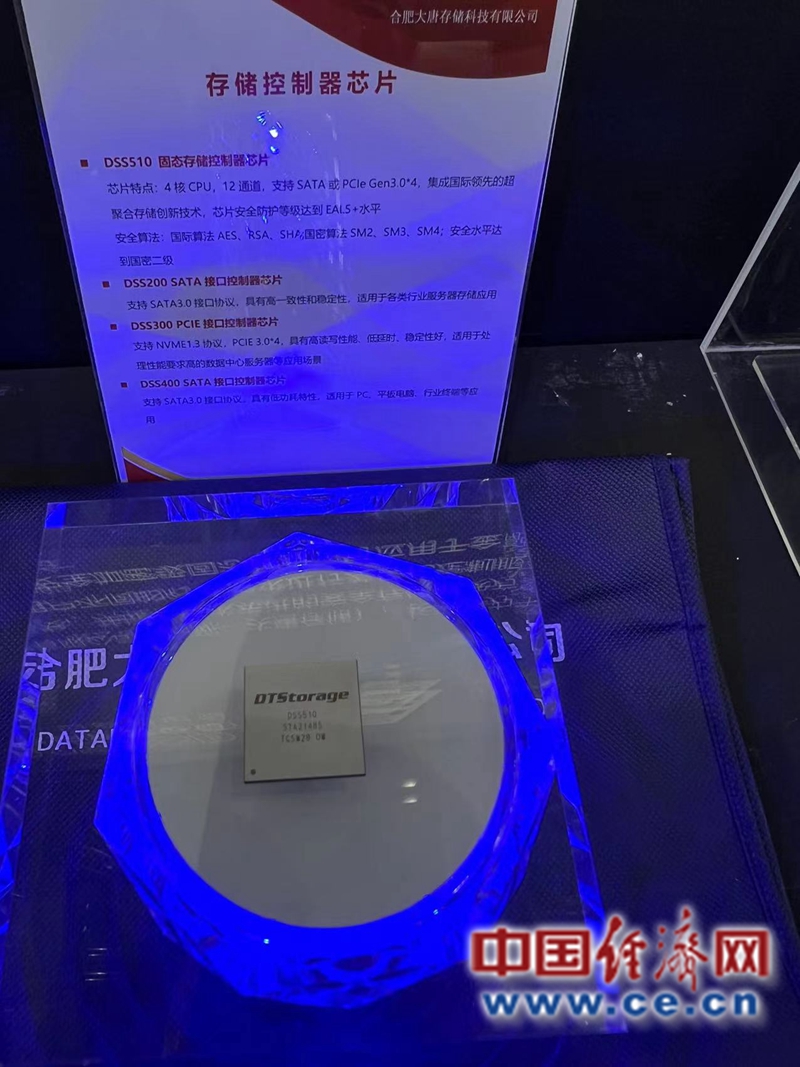 合肥大唐存储科技有限公司
存储控制器芯片
■ DSS510 固态存储控制器芯片
芯片特点：4 核 CPU，12 通道，支持 SATA 或 PCIe Gen3.0*4，集成国际领先的超
聚合存储创新技术，芯片安全防护等级达到 EAL5+水平
安全算法：国际算法 AES、RSA、SHA;国密算法 SM2、SM3、SM4；安全水平达
到国密二级
■ DSS200 SATA 接口控制器芯片
支持 SATA3.0 接口协议，具有高一致性和稳定性，适用于各类行业服务器存储应用
■ DSS300 PCIE 接口控制器芯片
支持 NVME1.3 协议，PCIE 3.0*4，具有高读写性能、低延时、稳定性好，适用于处
理性能要求高的数据中心服务器等应用场景
■ DSS400 SATA 接口控制器芯片
支持 SATA3.0 接口协议，具有低功耗特性，适用于 PC、平板电脑、行业终端等应
用
合肥大
公司
DATA
DTStorage
DSS510
TGSM28.0W
中国经济网
www.ce.cn